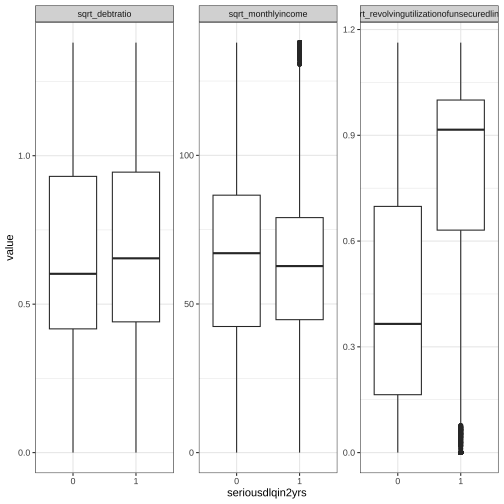 sqrt_debtratio
sqrt_monthlyincome
rt_revolvingutilizationofunsecuredlin
value
1.0
0.5
0.0
100
50
0
1.2
0.9
0.6
0.3
0.0
0 1
0 1
0 1
seriousdlqin2yrs